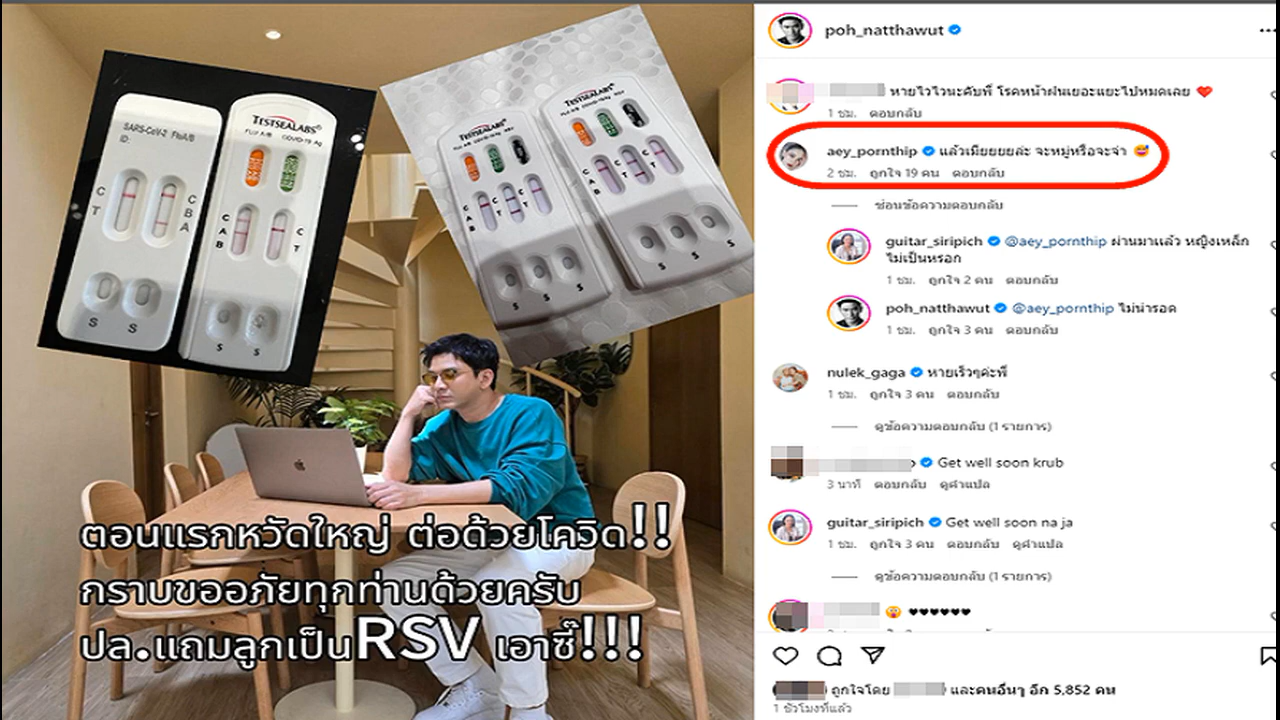 SARS-CoV-2 Flu A/B
ID:
C
T
C
B
A
S S
TESTSEALABS®
FLU A/B COVID-19 Ag
C
A
B
C
T
S S
TESTSEALABS®
FLU A/B COVID-19/Ag RSV
C
A
B
C
T
C
T
S S S
TESTSEALABS®
FLU A/B COVID-19/Ag RSV
C
A
B
C
T
C
T
S S S
ตอนแรกหวัดใหญ่ ต่อด้วยโควิด!!
กราบขออภัยทุกท่านด้วยครับ
ปล.แถมลูกเป็นRSV เอาซี๊!!!
poh_natthawut
หายไวไวนะคับพี่ โรคหน้าฝนเยอะแยะไปหมดเลย ❤️
1 ชม. ตอบกลับ
aey_pornthip แล้วเมียยยยล่ะ จะหมู่หรือจะจ่า 😅
2 ชม. ถูกใจ 19 คน ตอบกลับ
ซ่อนข้อความตอบกลับ
guitar_siripich @aey_pornthip ผ่านมาแล้ว หญิงเหล็ก
ไม่เป็นหรอก
1 ชม. ถูกใจ 2 คน ตอบกลับ
poh_natthawut @aey_pornthip ไม่น่ารอด
1 ชม. ถูกใจ 3 คน ตอบกลับ
nulek_gaga หายเร็วๆค่ะพี่
1 ชม. ถูกใจ 3 คน ตอบกลับ
ดูข้อความตอบกลับ (1 รายการ)
Get well soon krub
3 นาที ตอบกลับ ดูคำแปล
guitar_siripich Get well soon na ja
1 ชม. ถูกใจ 3 คน ตอบกลับ ดูคำแปล
ดูข้อความตอบกลับ (1 รายการ)
😲 ♥♥♥♥♥♥
ถูกใจโดย และคนอื่นๆ อีก 5,852 คน
1 ชั่วโมงที่แล้ว